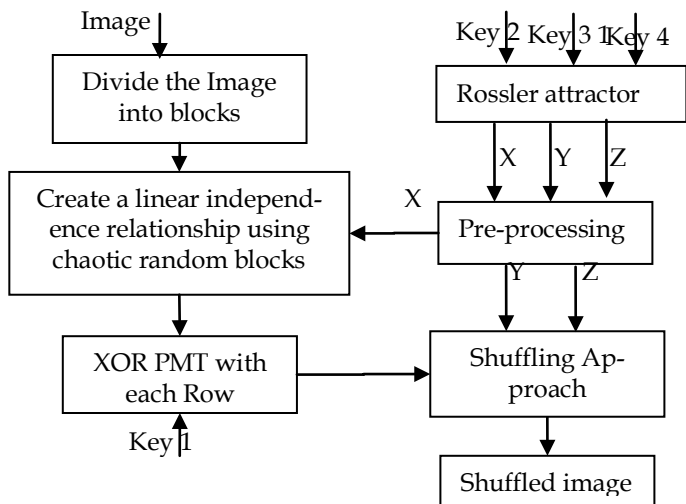 Image
Divide the Image
into blocks
Create a linear independ-
ence relationship using
chaotic random blocks
XOR PMT with
each Row
Key 1
Key 2
Key 3 1
Key 4
Rossler attractor
X
Y
Z
X
Pre-processing
Y
Z
Shuffling Ap-
proach
Shuffled image